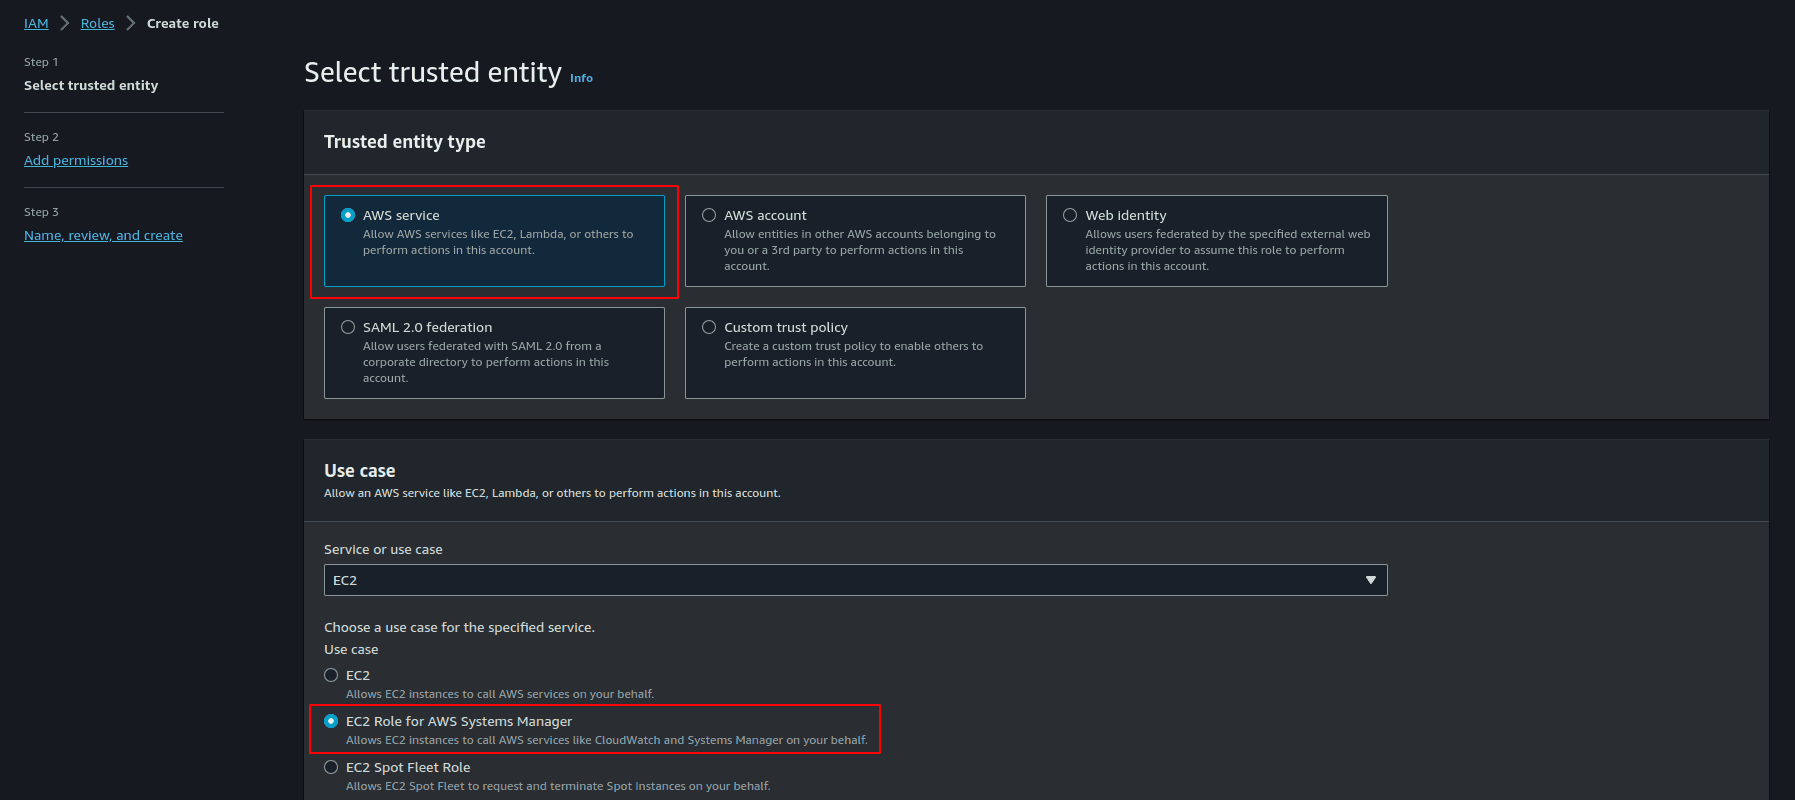 IAM > Roles > Create role
Step 1
Select trusted entity
Step 2
Add permissions
Step 3
Name, review, and create
Select trusted entity Info
Trusted entity type
AWS service
Allow AWS services like EC2, Lambda, or others to
perform actions in this account.
AWS account
Allow entities in other AWS accounts belonging to
you or a 3rd party to perform actions in this
account.
Web identity
Allows users federated by the specified external web
identity provider to assume this role to perform
actions in this account.
SAML 2.0 federation
Allow users federated with SAML 2.0 from a
corporate directory to perform actions in this
account.
Custom trust policy
Create a custom trust policy to enable others to
perform actions in this account.
Use case
Allow an AWS service like EC2, Lambda, or others to perform actions in this account.
Service or use case
EC2
Choose a use case for the specified service.
Use case
EC2
Allows EC2 instances to call AWS services on your behalf.
EC2 Role for AWS Systems Manager
Allows EC2 instances to call AWS services like CloudWatch and Systems Manager on your behalf.
EC2 Spot Fleet Role
Allows EC2 Spot Fleet to request and terminate Spot Instances on your behalf.